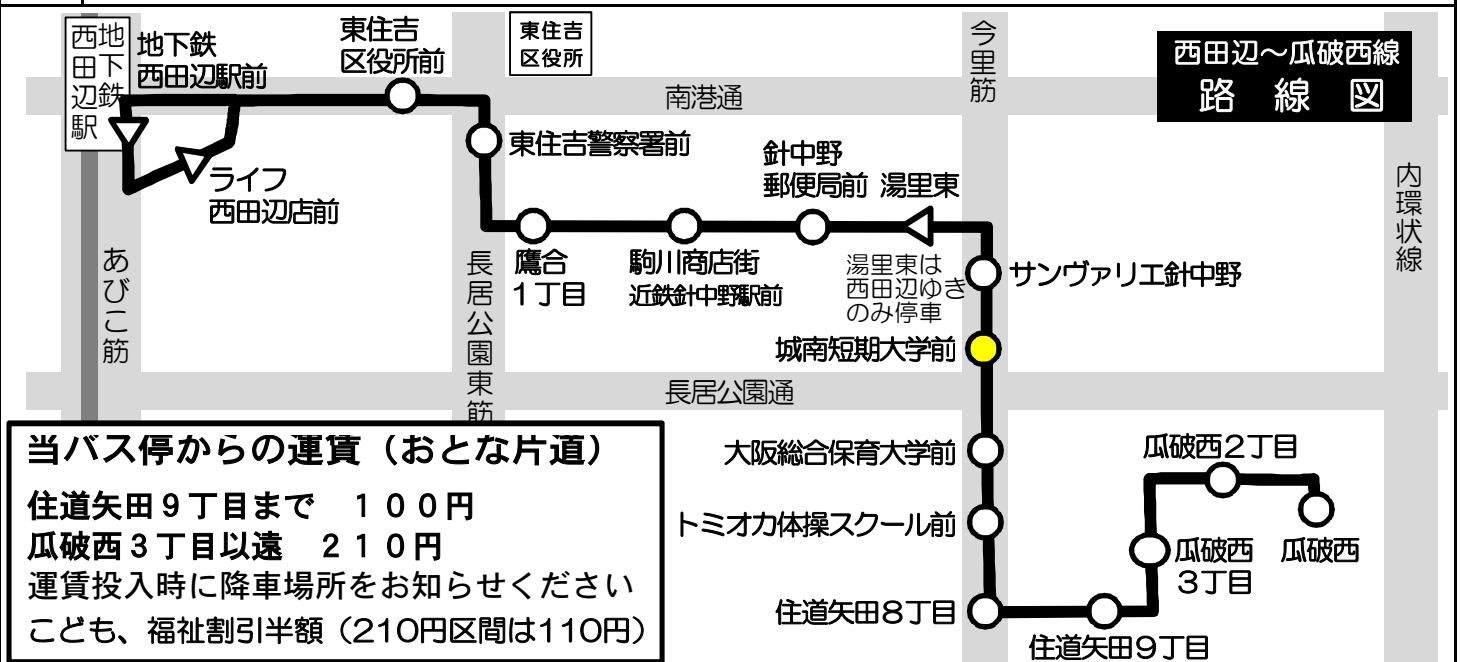 地下鉄
西田辺駅
地下鉄
西田辺駅前
東住吉
区役所前
東住吉
区役所
今里筋
西田辺～瓜破西線
路線図
南港通
東住吉警察署前
針中野
郵便局前
湯里東
内環状線
ライフ
西田辺店前
あびこ筋
長居公園東筋
鷹合
1丁目
駒川商店街
近鉄針中野駅前
湯里東は
西田辺ゆき
のみ停車
サンヴァリエ針中野
城南短期大学前
長居公園通
当バス停からの運賃（おとな片道）
住道矢田９丁目まで　１００円
瓜破西３丁目以遠　２１０円
運賃投入時に降車場所をお知らせください
こども、福祉割引半額（210円区間は110円）
大阪総合保育大学前
トミオカ体操スクール前
住道矢田8丁目
住道矢田9丁目
瓜破西2丁目
瓜破西
3丁目
瓜破西